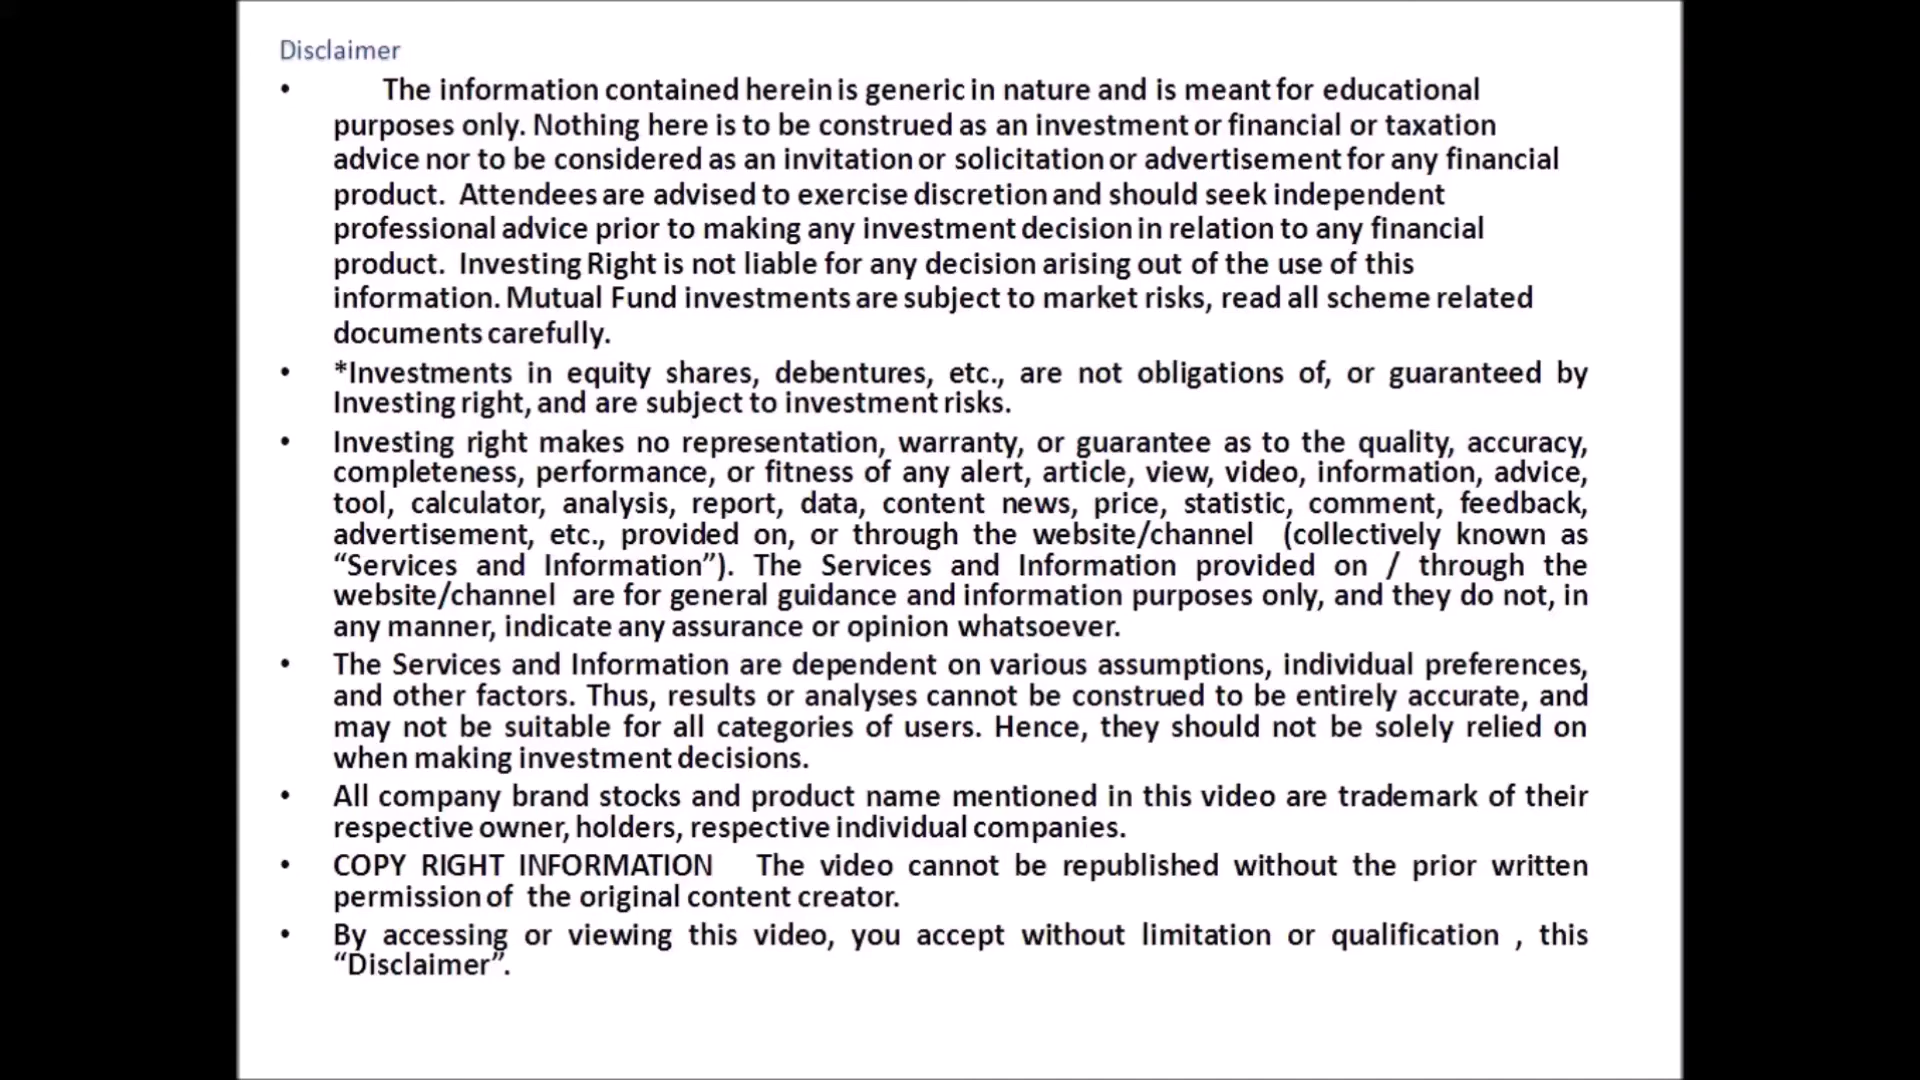 Disclaimer
• The information contained herein is generic in nature and is meant for educational
purposes only. Nothing here is to be construed as an investment or financial or taxation
advice nor to be considered as an invitation or solicitation or advertisement for any financial
product. Attendees are advised to exercise discretion and should seek independent
professional advice prior to making any investment decision in relation to any financial
product. Investing Right is not liable for any decision arising out of the use of this
information. Mutual Fund investments are subject to market risks, read all scheme related
documents carefully.
• *Investments in equity shares, debentures, etc., are not obligations of, or guaranteed by
Investing right, and are subject to investment risks.
• Investing right makes no representation, warranty, or guarantee as to the quality, accuracy,
completeness, performance, or fitness of any alert, article, view, video, information, advice,
tool, calculator, analysis, report, data, content news, price, statistic, comment, feedback,
advertisement, etc., provided on, or through the website/channel (collectively known as
“Services and Information”). The Services and Information provided on / through the
website/channel are for general guidance and information purposes only, and they do not, in
any manner, indicate any assurance or opinion whatsoever.
• The Services and Information are dependent on various assumptions, individual preferences,
and other factors. Thus, results or analyses cannot be construed to be entirely accurate, and
may not be suitable for all categories of users. Hence, they should not be solely relied on
when making investment decisions.
• All company brand stocks and product name mentioned in this video are trademark of their
respective owner, holders, respective individual companies.
• COPY RIGHT INFORMATION The video cannot be republished without the prior written
permission of the original content creator.
• By accessing or viewing this video, you accept without limitation or qualification , this
“Disclaimer”.